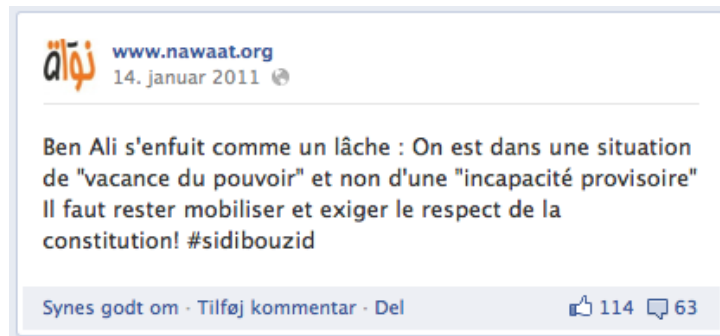 نواة
www.nawaat.org
14. januar 2011
Ben Ali s'enfuit comme un lâche : On est dans une situation
de "vacance du pouvoir" et non d'une "incapacité provisoire"
Il faut rester mobiliser et exiger le respect de la
constitution! #sidibouzid
Synes godt om · Tilføj kommentar · Del 114 63